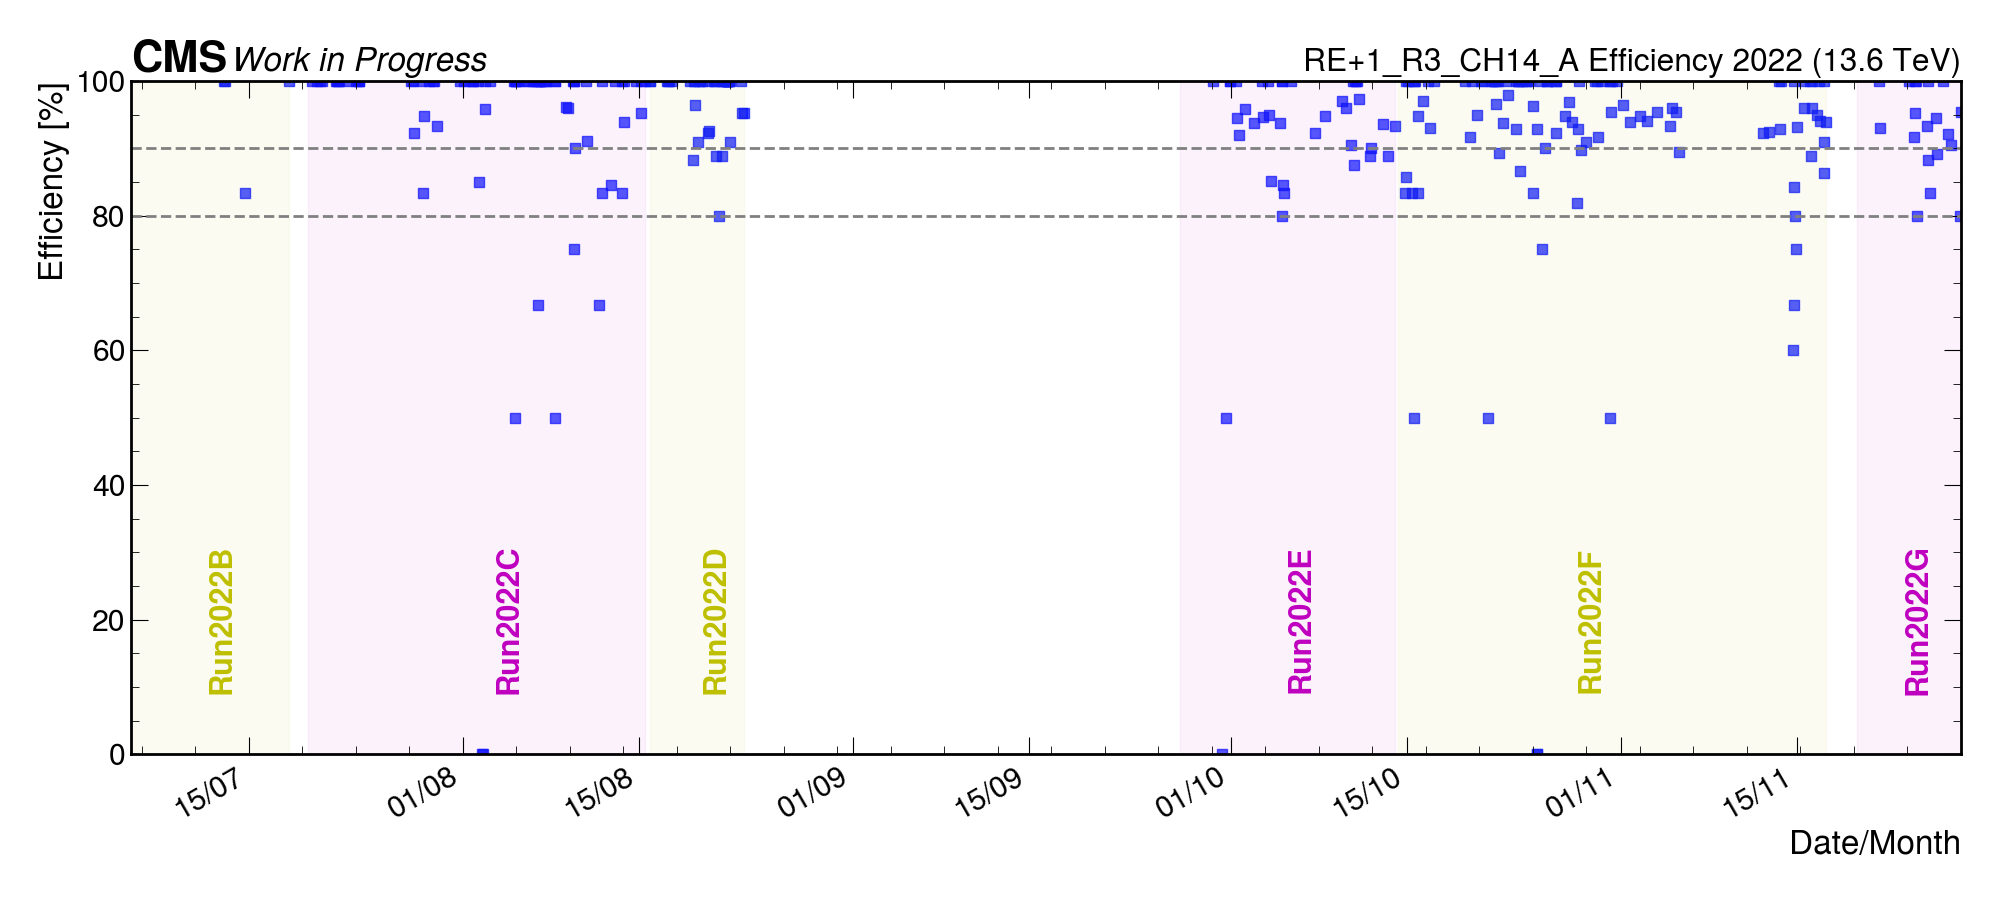 CMS Work in Progress
RE+1_R3_CH14_A Efficiency 2022 (13.6 TeV)
Efficiency [%]
100
80
60
40
20
0
Run2022B
Run2022C
Run2022D
Run2022E
Run2022F
Run2022G
15/07
01/08
15/08
01/09
15/09
01/10
15/10
01/11
15/11
Date/Month